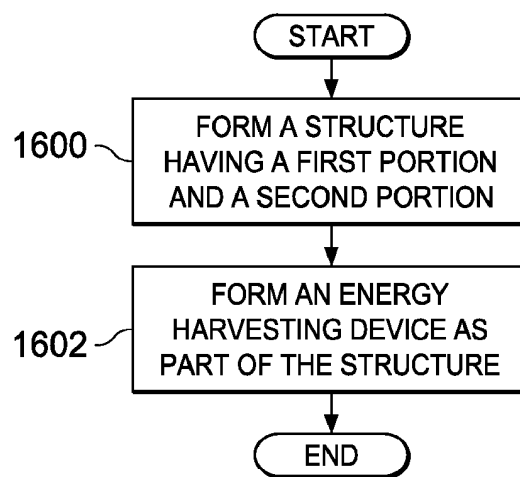 START
1600
FORM A STRUCTURE
HAVING A FIRST PORTION
AND A SECOND PORTION
1602
FORM AN ENERGY
HARVESTING DEVICE AS
PART OF THE STRUCTURE
END